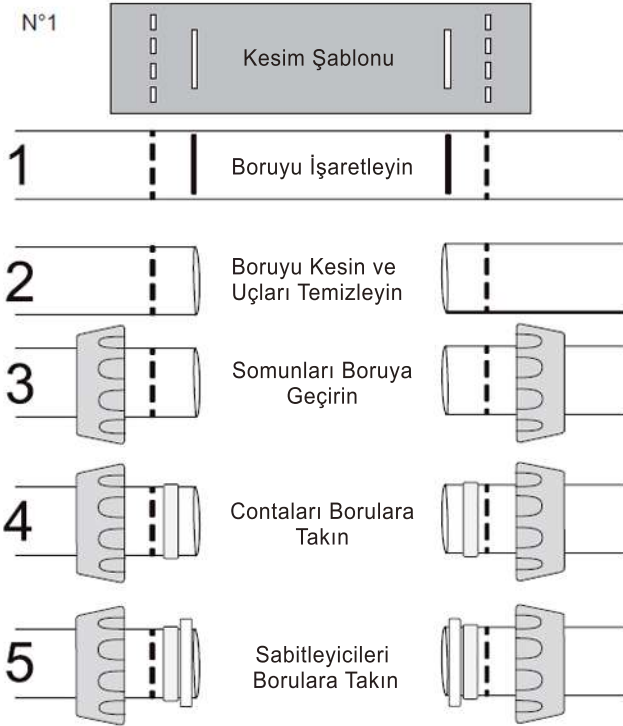 N°1
Kesim Şablonu
1
Boruyu İşaretleyin
2
Boruyu Kesin ve
Uçları Temizleyin
3
Somunları Boruya
Geçirin
4
Contaları Borulara
Takın
5
Sabitleyicileri
Borulara Takın